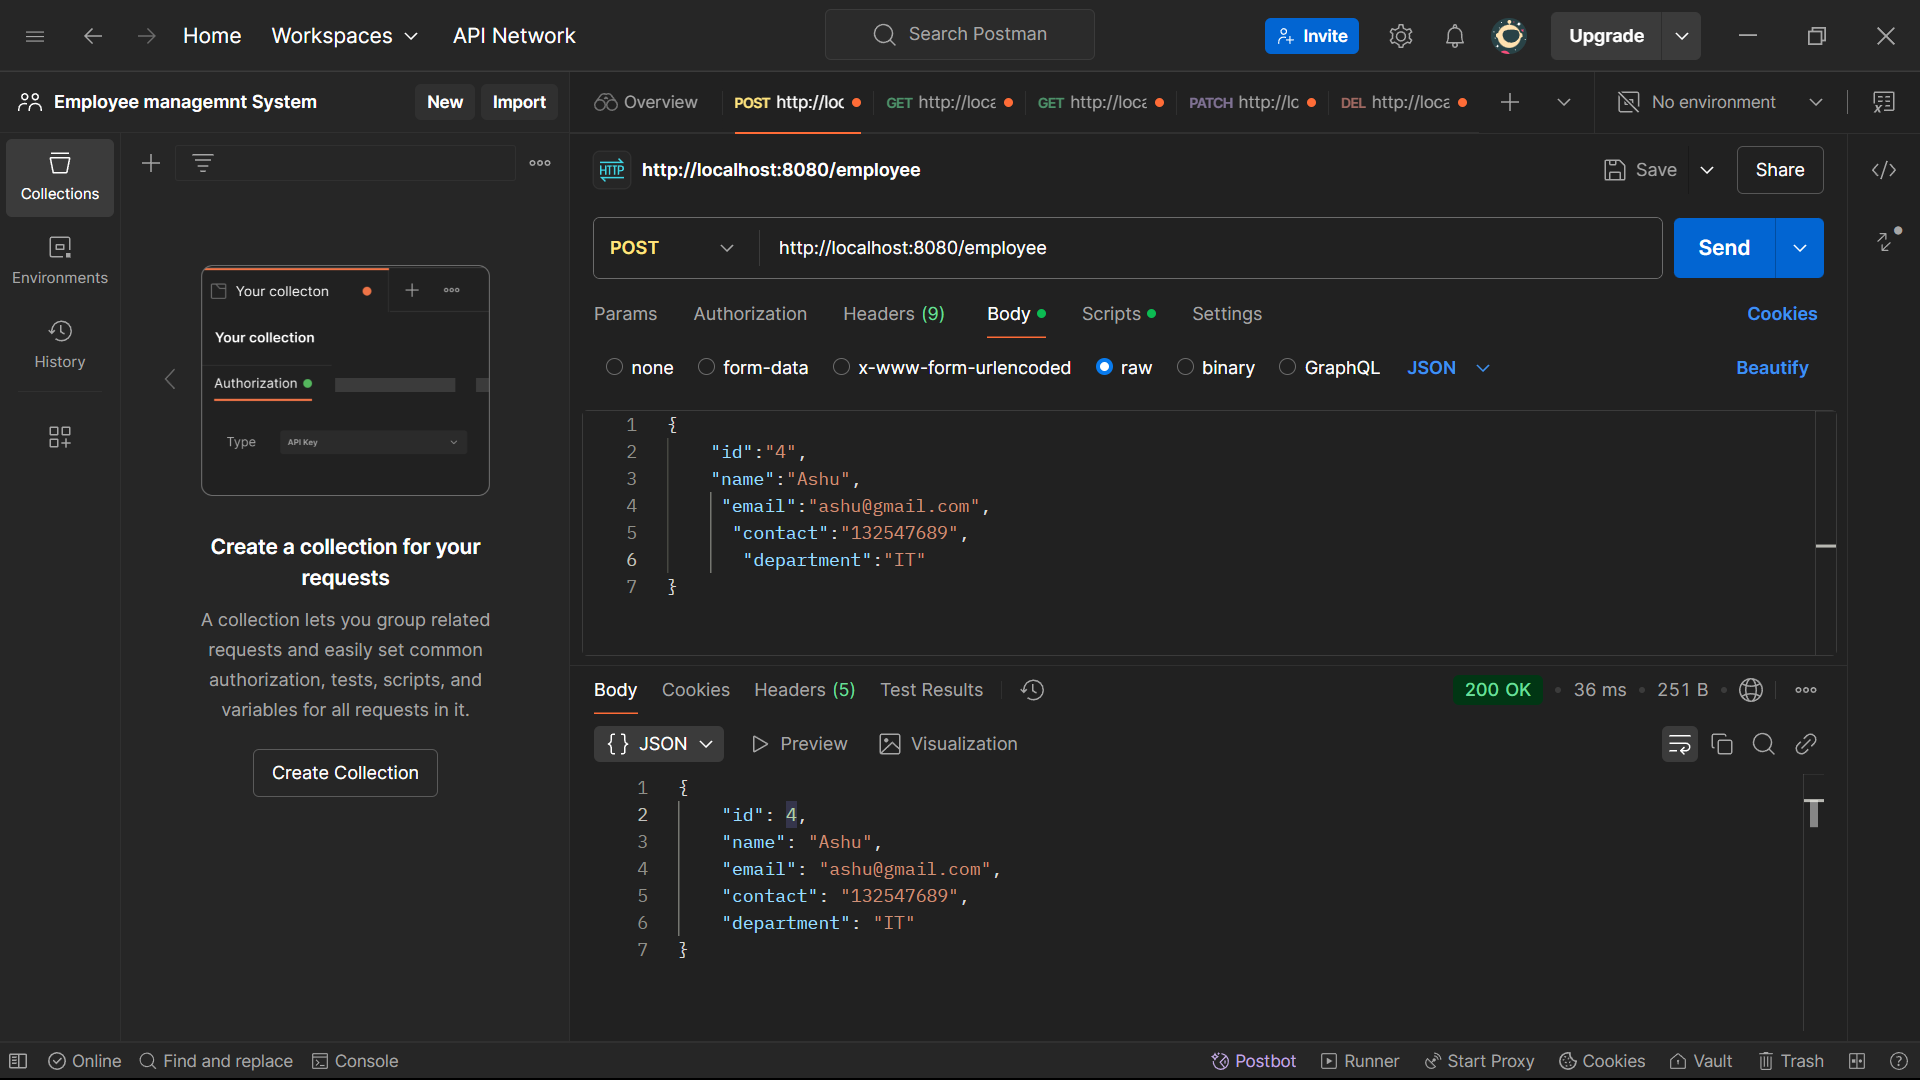 Home Workspaces API Network Search Postman Invite Upgrade
Employee managemnt System New Import Overview POST http://loc GET http://loca GET http://loca PATCH http://lc DEL http://loca No environment
Collections
Environments
History
Your collecton
Your collection
Authorization
Type API Key
Create a collection for your
requests
A collection lets you group related
requests and easily set common
authorization, tests, scripts, and
variables for all requests in it.
Create Collection
HTTP http://localhost:8080/employee Save Share
POST http://localhost:8080/employee Send
Params Authorization Headers (9) Body Scripts Settings Cookies
none form-data x-www-form-urlencoded raw binary GraphQL JSON Beautify
1 {
2 "id":"4",
3 "name":"Ashu",
4 "email":"ashu@gmail.com",
5 "contact":"132547689",
6 "department":"IT"
7 }
Body Cookies Headers (5) Test Results 200 OK 36 ms 251 B
{} JSON Preview Visualization
1 {
2 "id": 4,
3 "name": "Ashu",
4 "email": "ashu@gmail.com",
5 "contact": "132547689",
6 "department": "IT"
7 }
Online Find and replace Console Postbot Runner Start Proxy Cookies Vault Trash